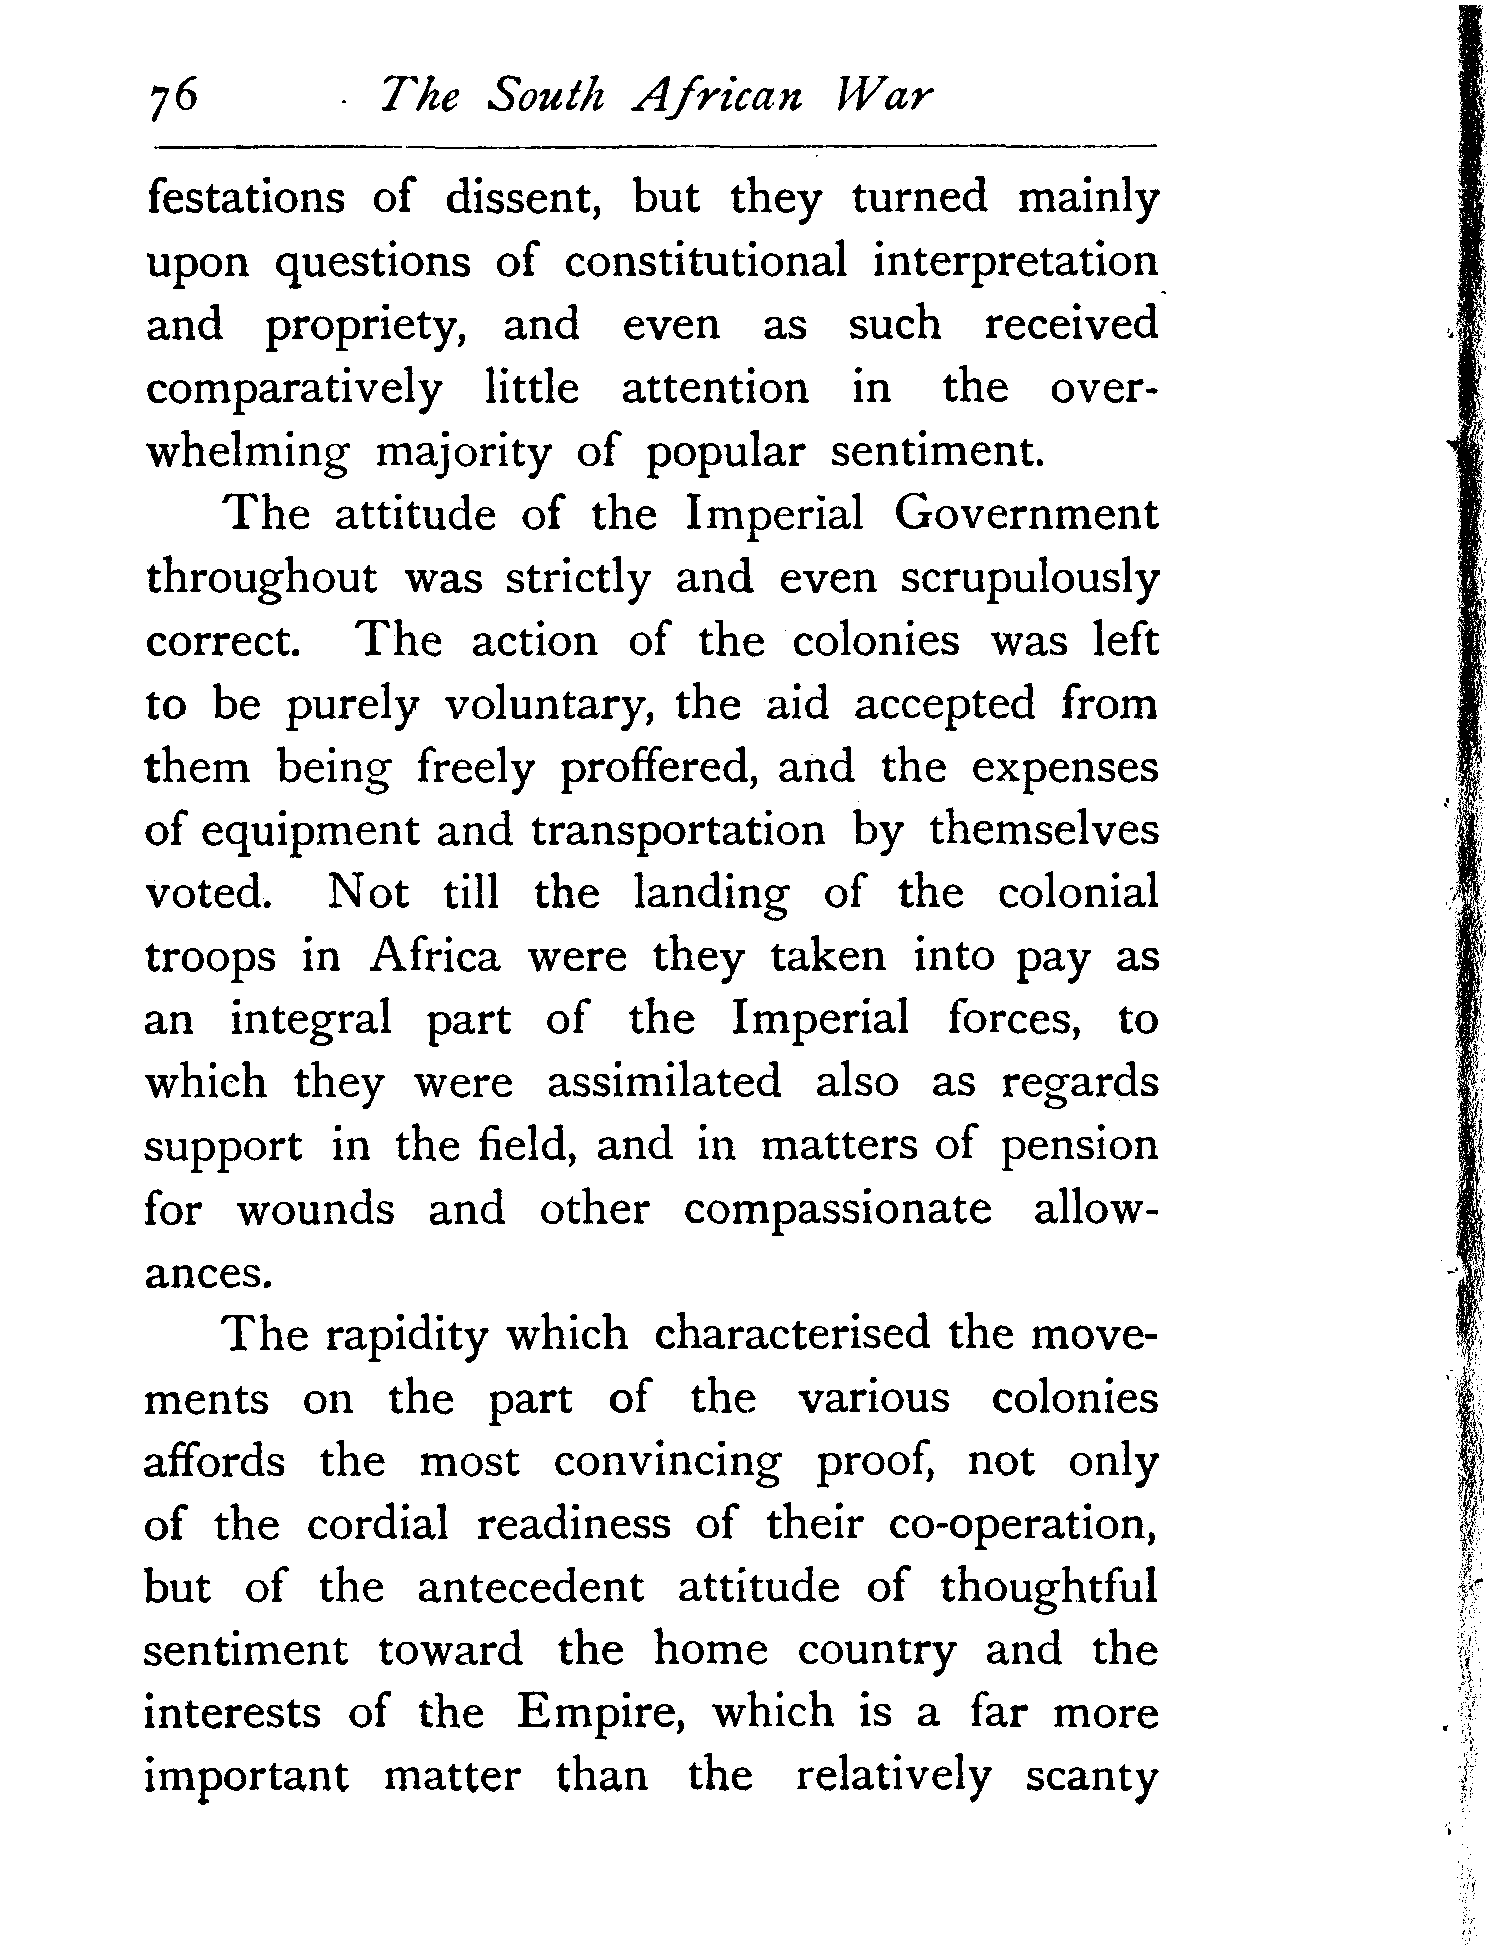 76 The South African War
festations of dissent, but they turned mainly
upon questions of constitutional interpretation
and propriety, and even as such received
comparatively little attention in the over-
whelming majority of popular sentiment.
The attitude of the Imperial Government
throughout was strictly and even scrupulously
correct. The action of the colonies was left
to be purely voluntary, the aid accepted from
them being freely proffered, and the expenses
of equipment and transportation by themselves
voted. Not till the landing of the colonial
troops in Africa were they taken into pay as
an integral part of the Imperial forces, to
which they were assimilated also as regards
support in the field, and in matters of pension
for wounds and other compassionate allow-
ances.
The rapidity which characterised the move-
ments on the part of the various colonies
affords the most convincing proof, not only
of the cordial readiness of their co-operation,
but of the antecedent attitude of thoughtful
sentiment toward the home country and the
interests of the Empire, which is a far more
important matter than the relatively scanty